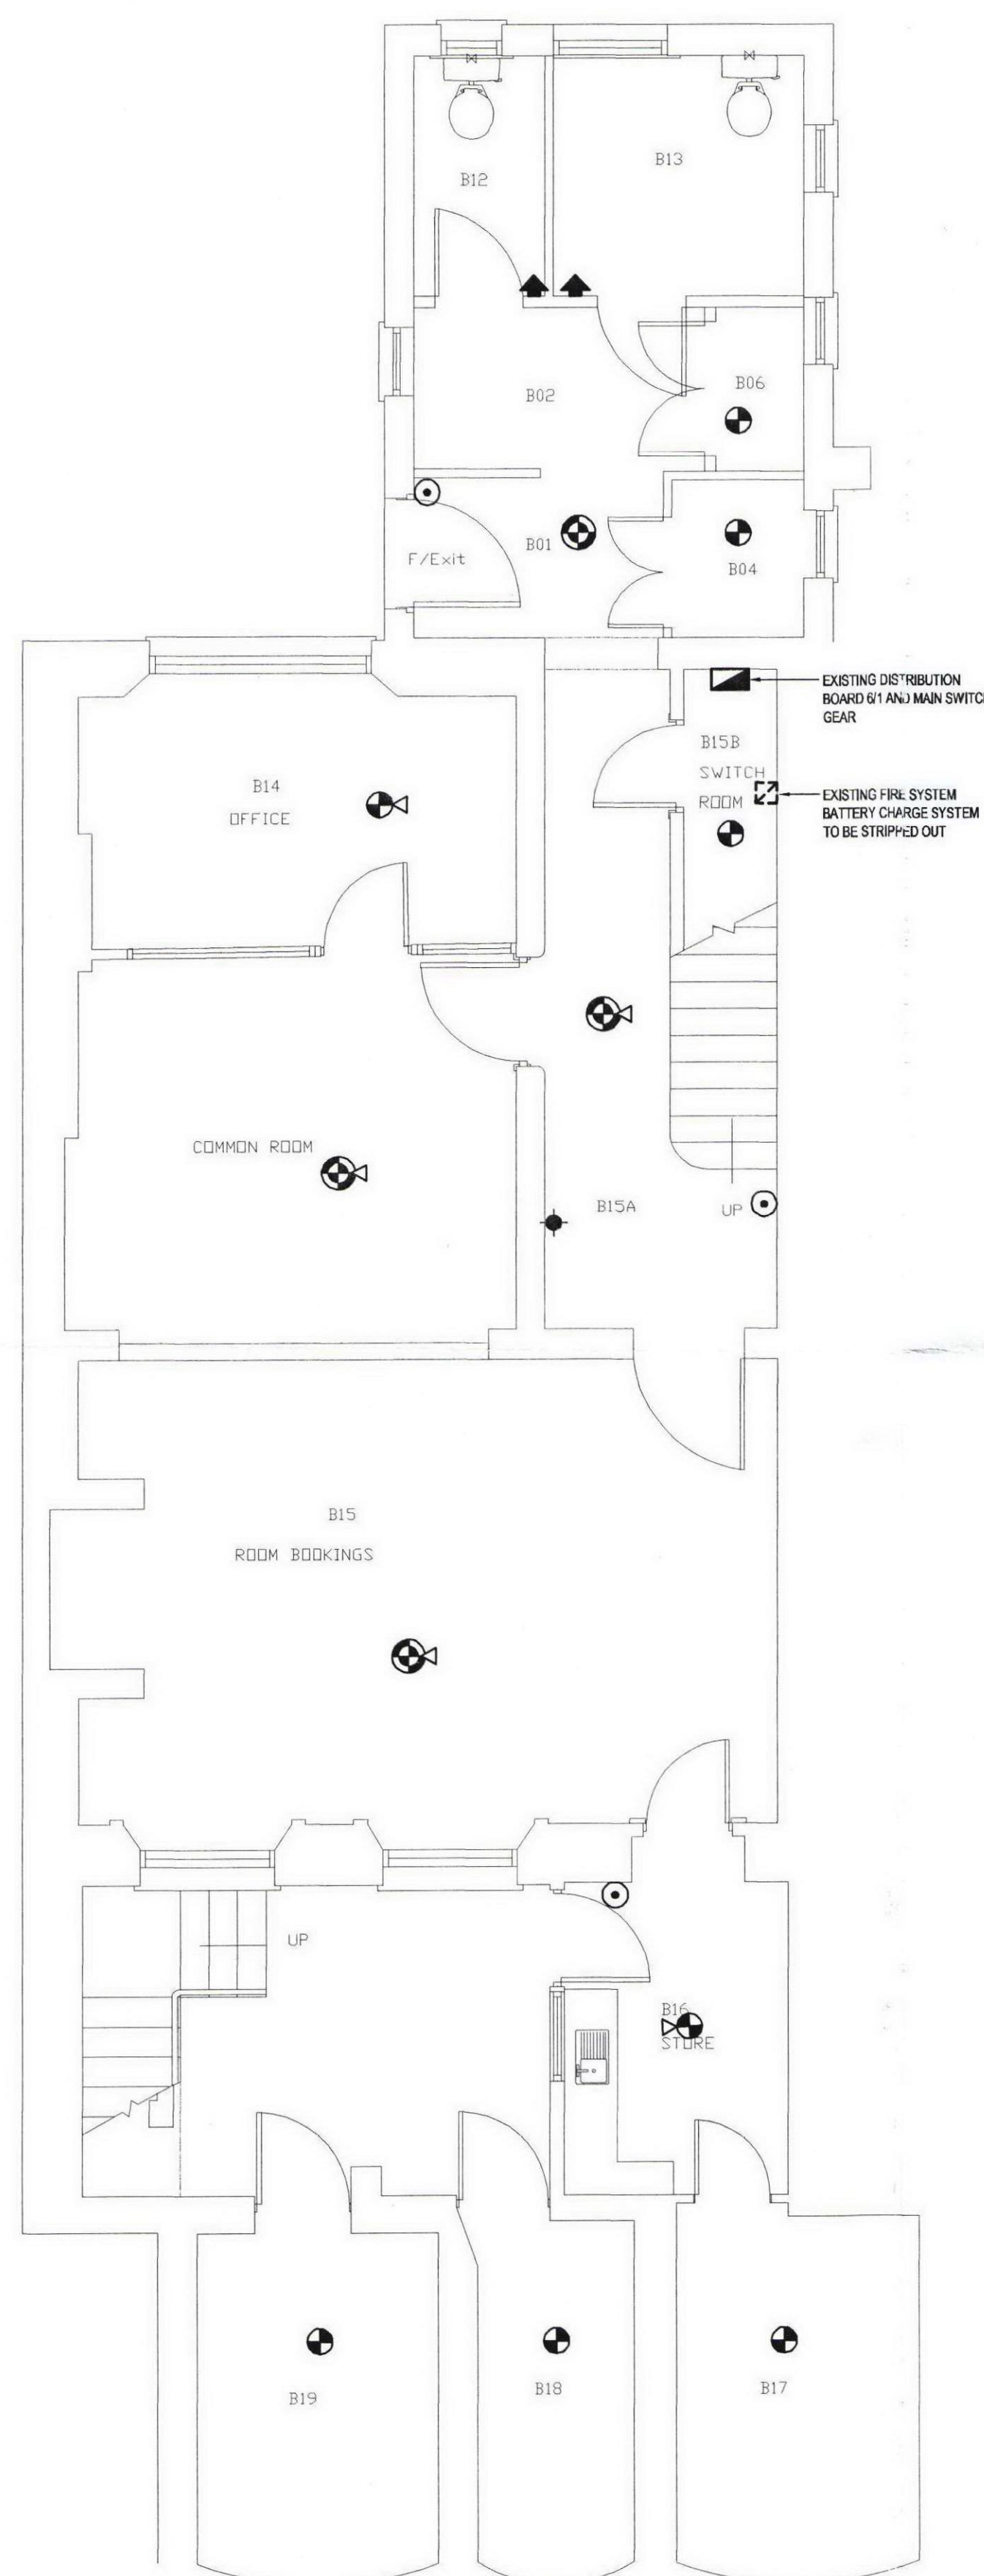 B13
B12
B06
B02
B01
F/Exit
B04
EXISTING DISTRIBUTION
BOARD 6/1 AND MAIN SWITCH
GEAR
B15B
SWITCH
ROOM
B14
OFFICE
EXISTING FIRE SYSTEM
BATTERY CHARGE SYSTEM
TO BE STRIPPED OUT
COMMON ROOM
B15A
UP
B15
ROOM BOOKINGS
UP
B16
STORE
B19
B18
B17